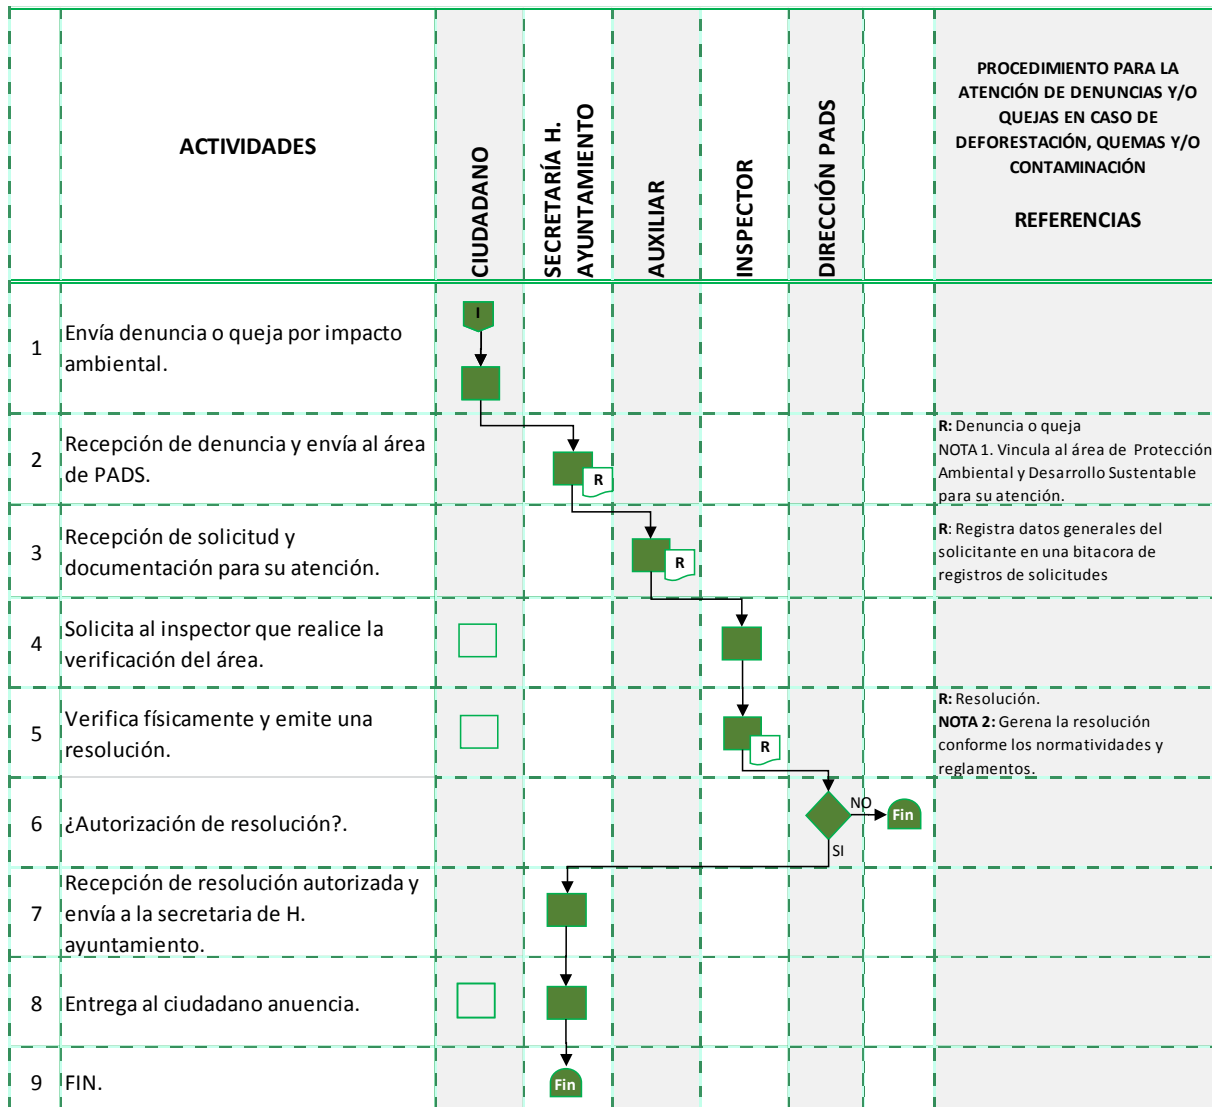 ACTIVIDADES
CIUDADANO
SECRETARÍA H.
AYUNTAMIENTO
AUXILIAR
INSPECTOR
DIRECCIÓN PADS
PROCEDIMIENTO PARA LA
ATENCIÓN DE DENUNCIAS Y/O
QUEJAS EN CASO DE
DEFORESTACIÓN, QUEMAS Y/O
CONTAMINACIÓN
REFERENCIAS
1
Envía denuncia o queja por impacto
ambiental.
I
2
Recepción de denuncia y envía al área
de PADS.
R
R: Denuncia o queja
NOTA 1. Vincula al área de Protección
Ambiental y Desarrollo Sustentable
para su atención.
3
Recepción de solicitud y
documentación para su atención.
R
R: Registra datos generales del
solicitante en una bitacora de
registros de solicitudes
4
Solicita al inspector que realice la
verificación del área.
5
Verifica físicamente y emite una
resolución.
R
R: Resolución.
NOTA 2: Gerena la resolución
conforme los normatividades y
reglamentos.
6
¿Autorización de resolución?.
NO
Fin
SI
7
Recepción de resolución autorizada y
envía a la secretaria de H.
ayuntamiento.
8
Entrega al ciudadano anuencia.
9
FIN.
Fin